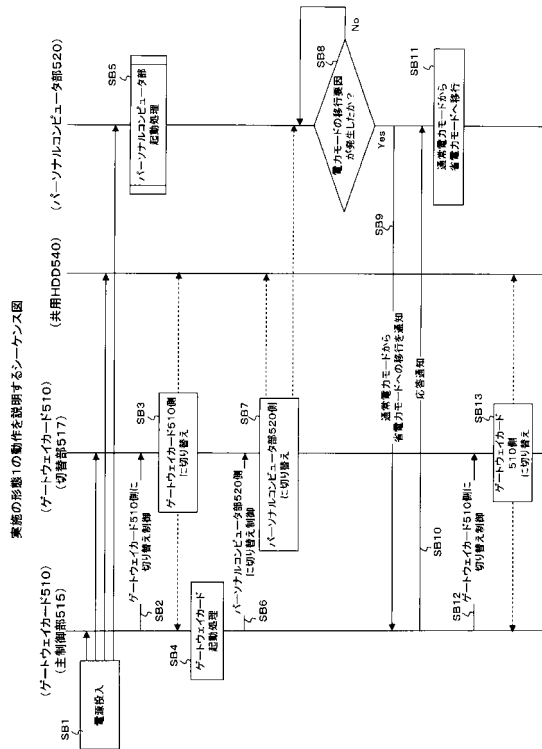 実施の形態1の動作を説明するシーケンス図
(ゲートウェイカード510)
(主制御部515)
(ゲートウェイカード510)
(切替部517)
(共用HDD540)
(パーソナルコンピュータ部520)
SB1
電源投入
SB2
ゲートウェイカード510側に
切り替え制御
SB3
ゲートウェイカード510側
に切り替え
SB4
ゲートウェイカード
起動処理
SB5
パーソナルコンピュータ部
起動処理
SB6
パーソナルコンピュータ部520側
に切り替え制御
SB7
パーソナルコンピュータ部520側
に切り替え
SB8
電力モードの移行要因
が発生したか?
No
Yes
SB9
通常電力モードから
省電力モードへの移行を通知
SB10
応答通知
SB11
通常電力モードから
省電力モードへ移行
SB12
ゲートウェイカード510側に
切り替え制御
SB13
ゲートウェイカード
510側
に切り替え